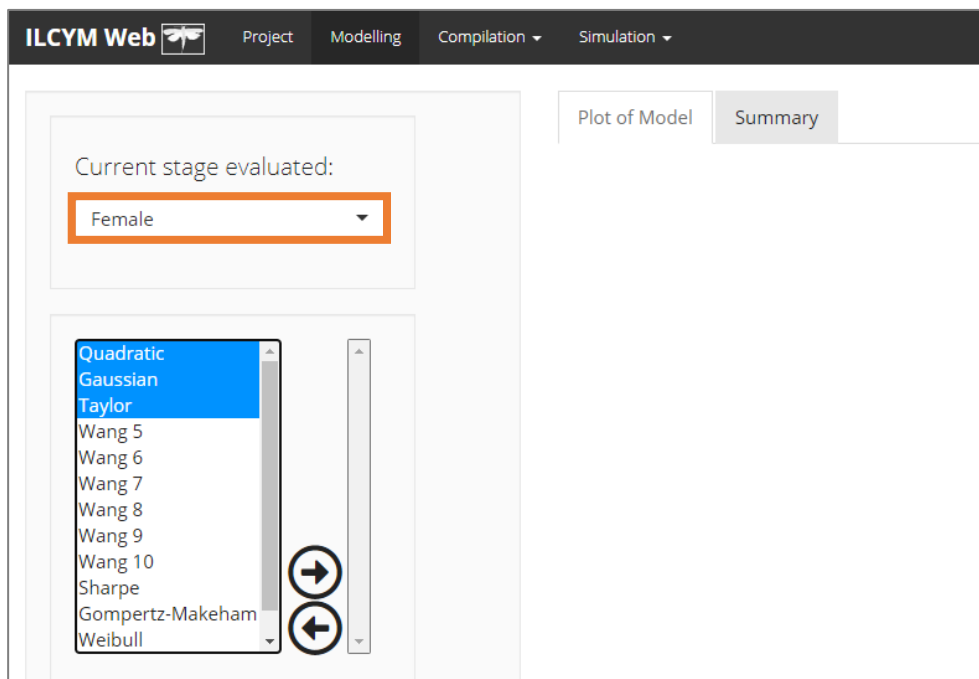 ILCYM Web Project Modelling Compilation Simulation
Plot of Model Summary
Current stage evaluated:
Female
Quadratic
Gaussian
Taylor
Wang 5
Wang 6
Wang 7
Wang 8
Wang 9
Wang 10
Sharpe
Gompertz-Makeham
Weibull